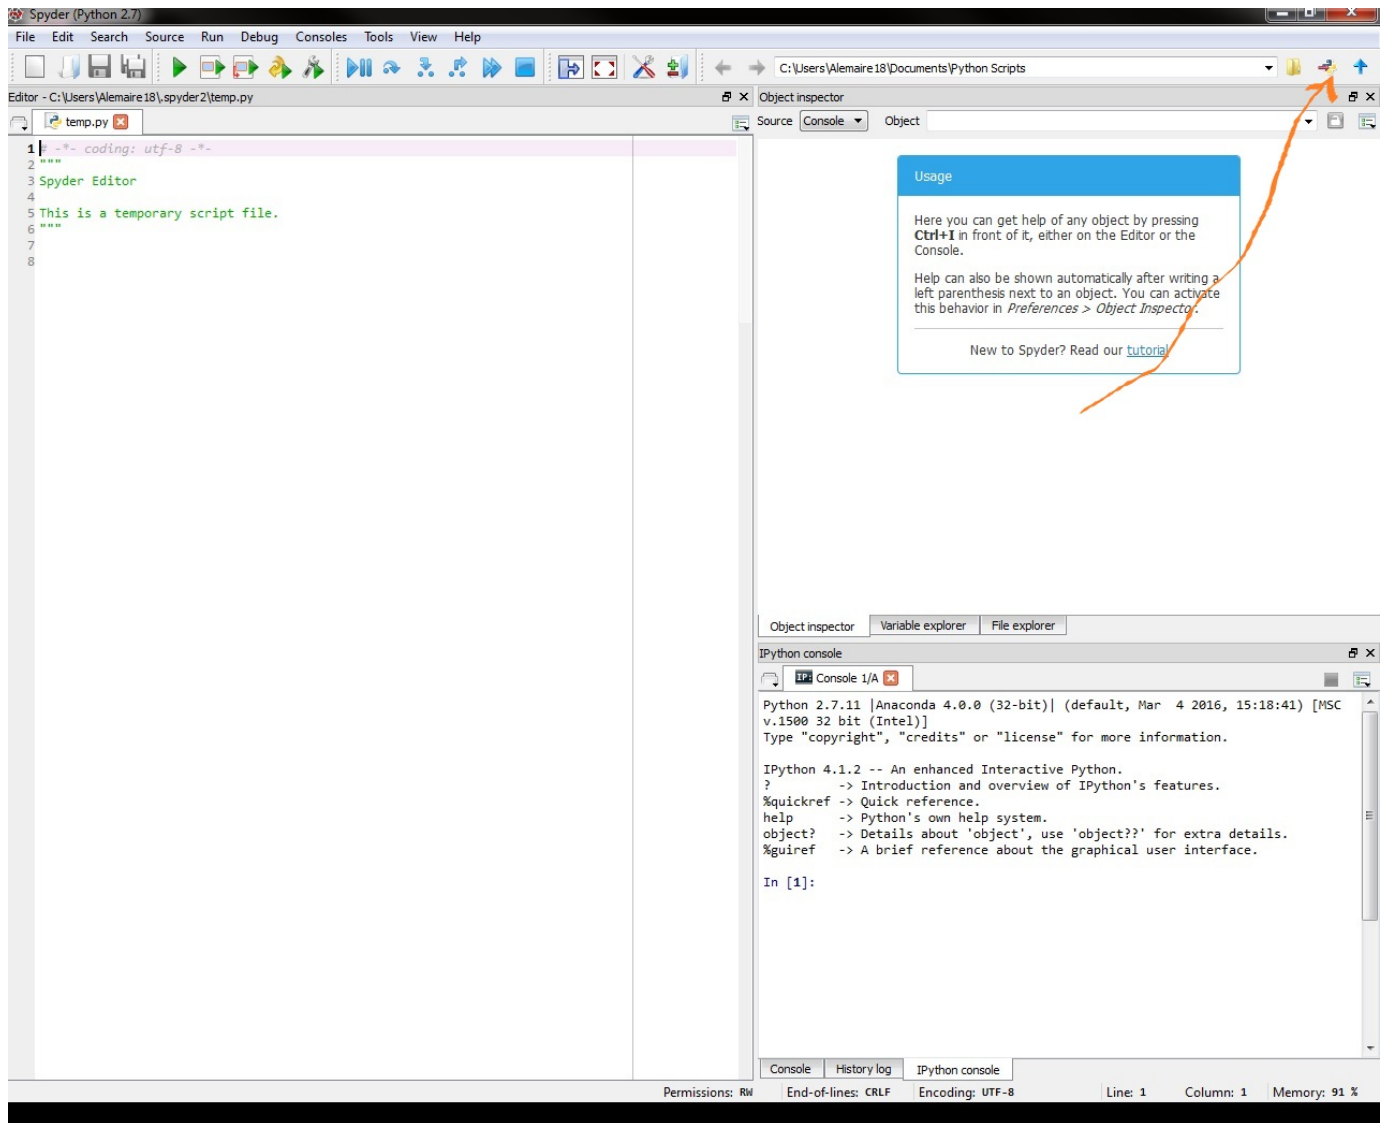 Spyder (Python 2.7)
File Edit Search Source Run Debug Consoles Tools View Help
C:\Users\Alemaire18\Documents\Python Scripts
Editor - C:\Users\Alemaire18\.spyder2\temp.py
temp.py
1 # -*- coding: utf-8 -*-
2 """
3 Spyder Editor
4
5 This is a temporary script file.
6 """
7
8
Object inspector
Source Console Object
Usage
Here you can get help of any object by pressing
Ctrl+I in front of it, either on the Editor or the
Console.
Help can also be shown automatically after writing a
left parenthesis next to an object. You can activate
this behavior in Preferences > Object Inspector.
New to Spyder? Read our tutorial
Object inspector Variable explorer File explorer
IPython console
IP: Console 1/A
Python 2.7.11 |Anaconda 4.0.0 (32-bit)| (default, Mar  4 2016, 15:18:41) [MSC
v.1500 32 bit (Intel)]
Type "copyright", "credits" or "license" for more information.
IPython 4.1.2 -- An enhanced Interactive Python.
?         -> Introduction and overview of IPython's features.
%quickref -> Quick reference.
help      -> Python's own help system.
object?   -> Details about 'object', use 'object??' for extra details.
%guiref   -> A brief reference about the graphical user interface.
In [1]:
Console History log IPython console
Permissions: RW End-of-lines: CRLF Encoding: UTF-8 Line: 1 Column: 1 Memory: 91 %